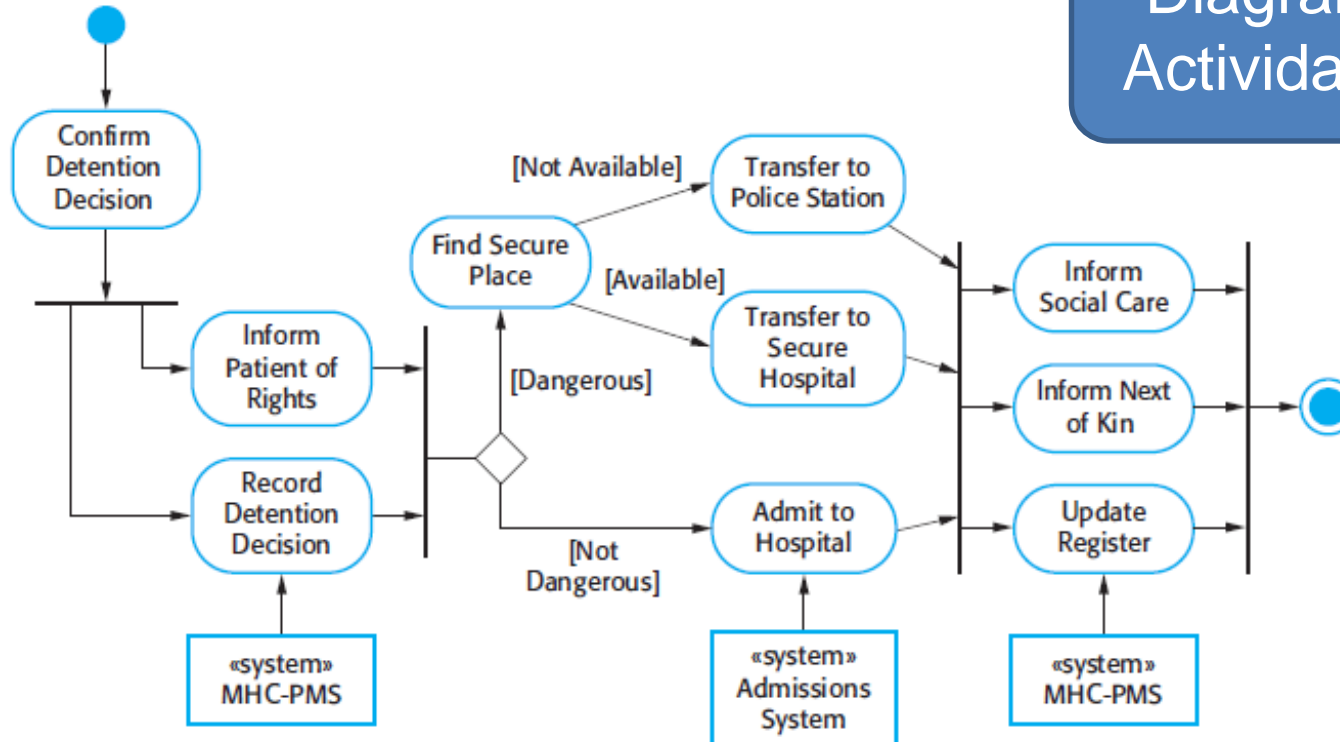 Confirm
Detention
Decision
Inform
Patient of
Rights
Record
Detention
Decision
«system»
MHC-PMS
Find Secure
Place
[Dangerous]
[Not
Dangerous]
[Not Available]
[Available]
Transfer to
Police Station
Transfer to
Secure
Hospital
Admit to
Hospital
«system»
Admissions
System
Inform
Social Care
Inform Next
of Kin
Update
Register
«system»
MHC-PMS